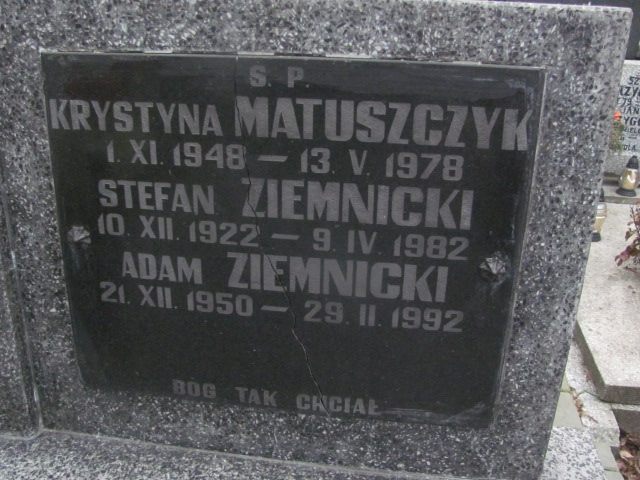 Ś. P.
KRYSTYNA MATUSZCZYK
1. XI. 1948 — 13. V. 1978
STEFAN ZIEMNICKI
10. XII. 1922 — 9. IV. 1982
ADAM ZIEMNICKI
21. XII. 1950 — 29. II. 1992
BÓG TAK CHCIAŁ